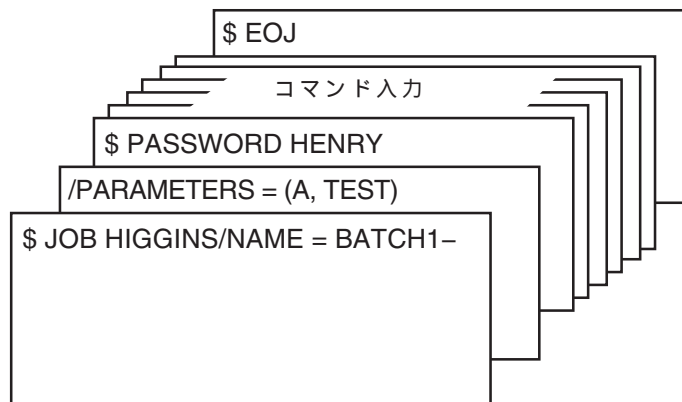 $ EOJ
コマンド入力
$ PASSWORD HENRY
/PARAMETERS = (A, TEST)
$ JOB HIGGINS/NAME = BATCH1−